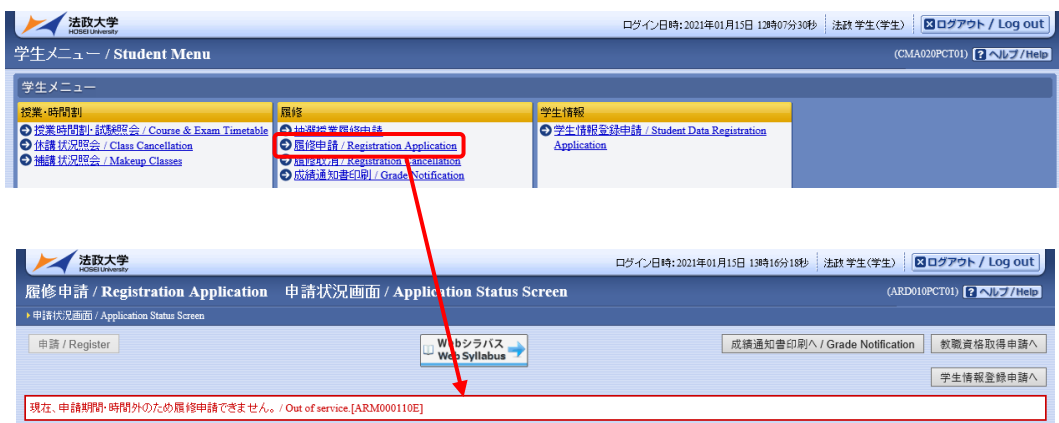 法政大学
HOSEI University
ログイン日時：2021年01月15日 12時07分30秒 法政 学生(学生) ログアウト / Log out
学生メニュー / Student Menu (CMA020PCT01) ? ヘルプ/Help
学生メニュー
授業・時間割 履修 学生情報
授業時間割・試験照会 / Course & Exam Timetable 抽選授業履修申請 学生情報登録申請 / Student Data Registration
休講状況照会 / Class Cancellation 履修申請 / Registration Application Application
補講状況照会 / Makeup Classes 履修取消 / Registration Cancellation
成績通知書印刷 / Grade Notification
法政大学
HOSEI University
ログイン日時：2021年01月15日 13時16分18秒 法政 学生(学生) ログアウト / Log out
履修申請 / Registration Application 申請状況画面 / Application Status Screen (ARD010PCT01) ? ヘルプ/Help
申請状況画面 / Application Status Screen
申請 / Register Webシラバス 成績通知書印刷へ / Grade Notification 教職資格取得申請へ
Web Syllabus
学生情報登録申請へ
現在、申請期間・時間外のため履修申請できません。 / Out of service.[ARM000110E]